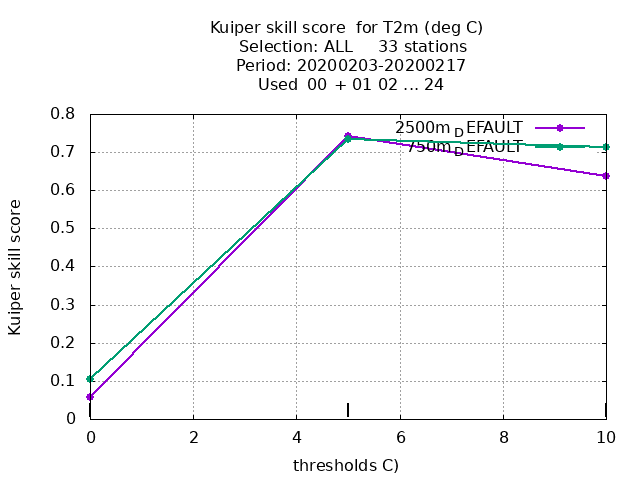 Kuiper skill score  for T2m (deg C)
Selection: ALL     33 stations
Period: 20200203-20200217
Used  00 + 01 02 ... 24
0.8
0.7
0.6
0.5
0.4
0.3
0.2
0.1
0
Kuiper skill score
2500m_DEFAULT
750m_DEFAULT
0 2 4 6 8 10
thresholds C)